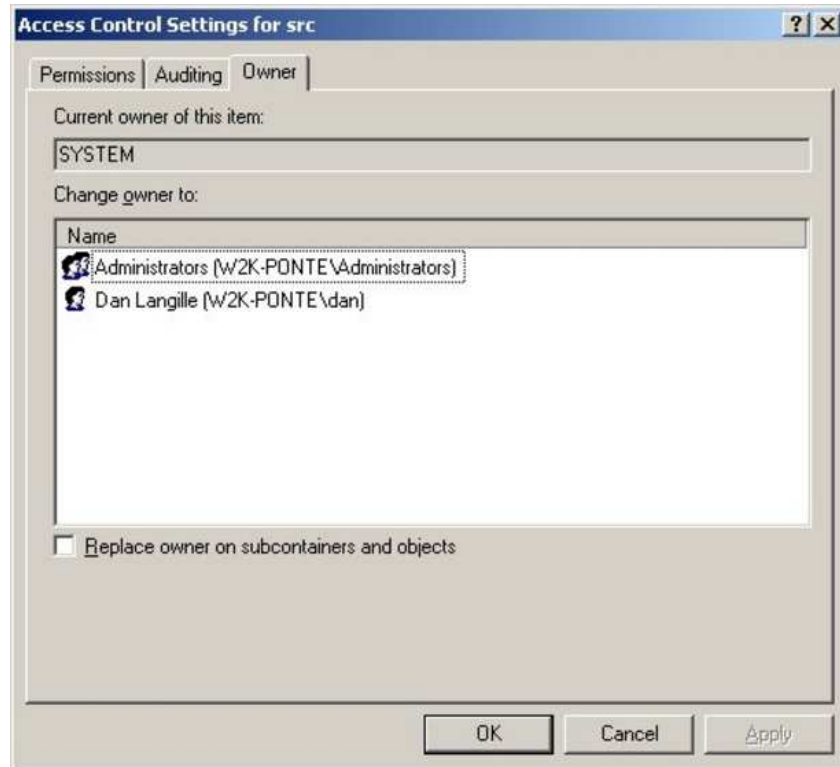 Access Control Settings for src
Permissions Auditing Owner
Current owner of this item:
SYSTEM
Change owner to:
Name
Administrators (W2K-PONTE\Administrators)
Dan Langille (W2K-PONTE\dan)
Replace owner on subcontainers and objects
OK Cancel Apply